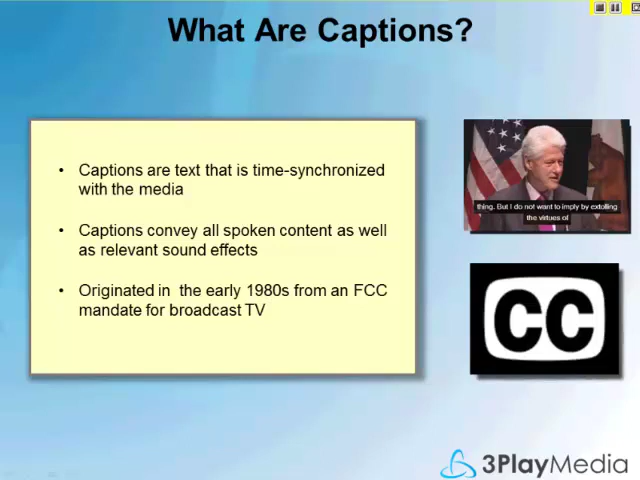 What Are Captions?
• Captions are text that is time-synchronized
with the media
• Captions convey all spoken content as well
as relevant sound effects
• Originated in  the early 1980s from an FCC
mandate for broadcast TV
thing. But I do not want to imply by extolling
the virtues of
CC
3PlayMedia